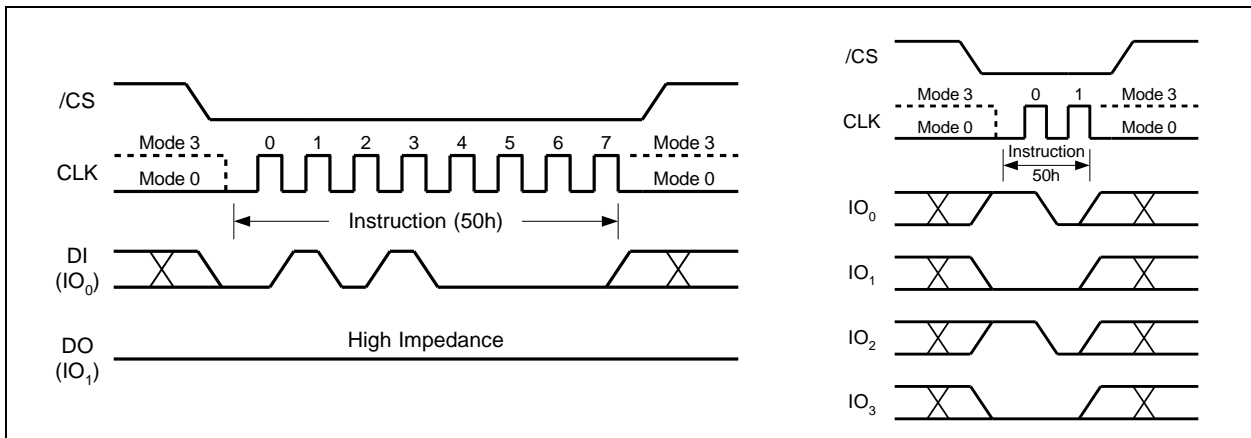 /CS
Mode 3 0 1 2 3 4 5 6 7 Mode 3
CLK Mode 0 Mode 0
Instruction (50h)
DI
(IO0)
DO High Impedance
(IO1)
/CS
Mode 3 0 1 Mode 3
CLK Mode 0 Mode 0
Instruction
50h
IO0
IO1
IO2
IO3